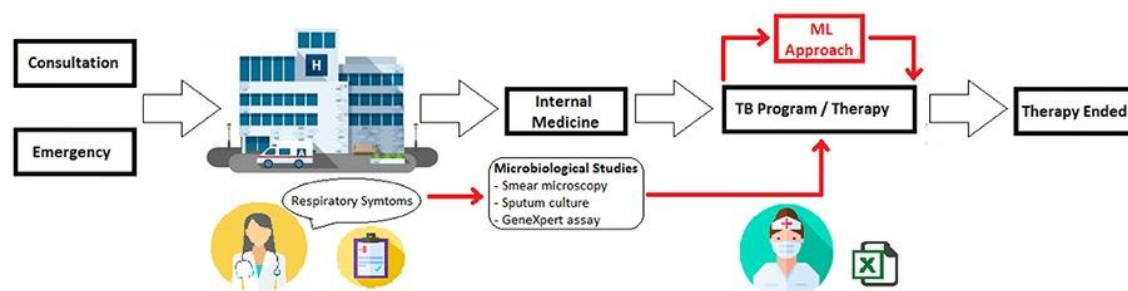 Consultation
Emergency
H
Internal
Medicine
ML
Approach
TB Program / Therapy
Therapy Ended
Respiratory Symtoms
Microbiological Studies
- Smear microscopy
- Sputum culture
- GeneXpert assay
X